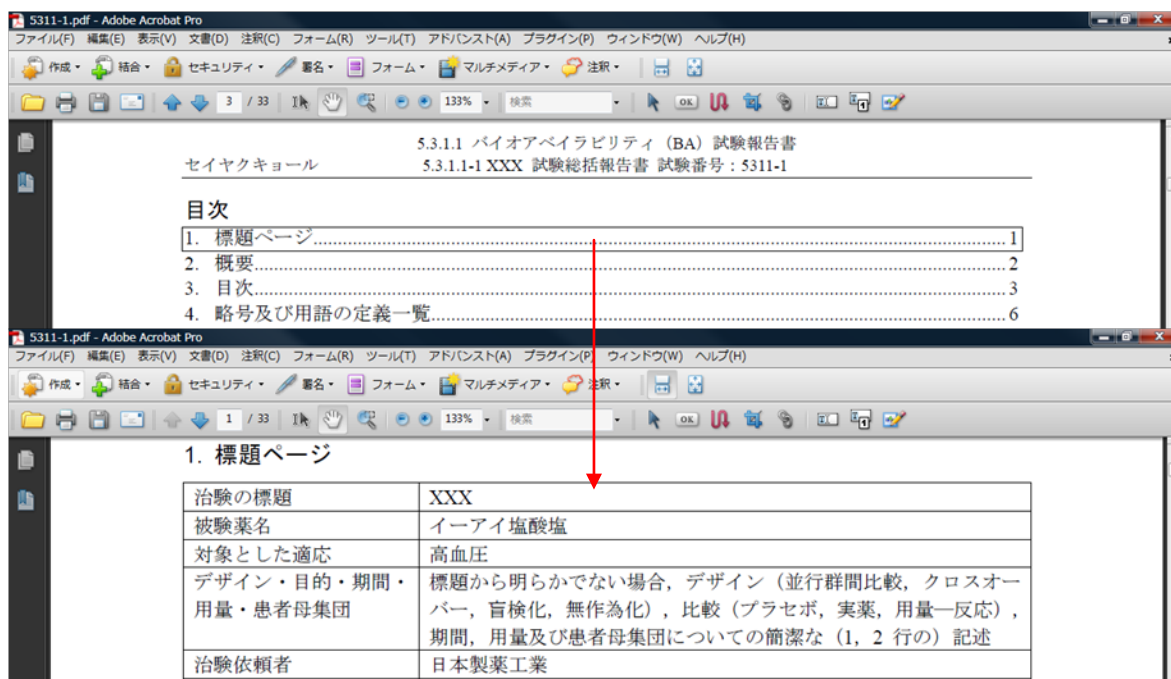 5311-1.pdf - Adobe Acrobat Pro
ファイル(F) 編集(E) 表示(V) 文書(D) 注釈(C) フォーム(R) ツール(T) アドバンスト(A) プラグイン(P) ウィンドウ(W) ヘルプ(H)
作成 結合 セキュリティ 署名 フォーム マルチメディア 注釈
3 / 33 133% 検索 OK
5.3.1.1 バイオアベイラビリティ（BA）試験報告書
セイヤクキョール 5.3.1.1-1 XXX 試験総括報告書 試験番号：5311-1
目次
1. 標題ページ 1
2. 概要 2
3. 目次 3
4. 略号及び用語の定義一覧 6
5311-1.pdf - Adobe Acrobat Pro
ファイル(F) 編集(E) 表示(V) 文書(D) 注釈(C) フォーム(R) ツール(T) アドバンスト(A) プラグイン(P) ウィンドウ(W) ヘルプ(H)
作成 結合 セキュリティ 署名 フォーム マルチメディア 注釈
1 / 33 133% 検索 OK
1. 標題ページ
治験の標題 XXX
被験薬名 イーアイ塩酸塩
対象とした適応 高血圧
デザイン・目的・期間・ 標題から明らかでない場合，デザイン（並行群間比較，クロスオー
用量・患者母集団 バー，盲検化，無作為化），比較（プラセボ，実薬，用量―反応），
期間，用量及び患者母集団についての簡潔な（1，2 行の）記述
治験依頼者 日本製薬工業